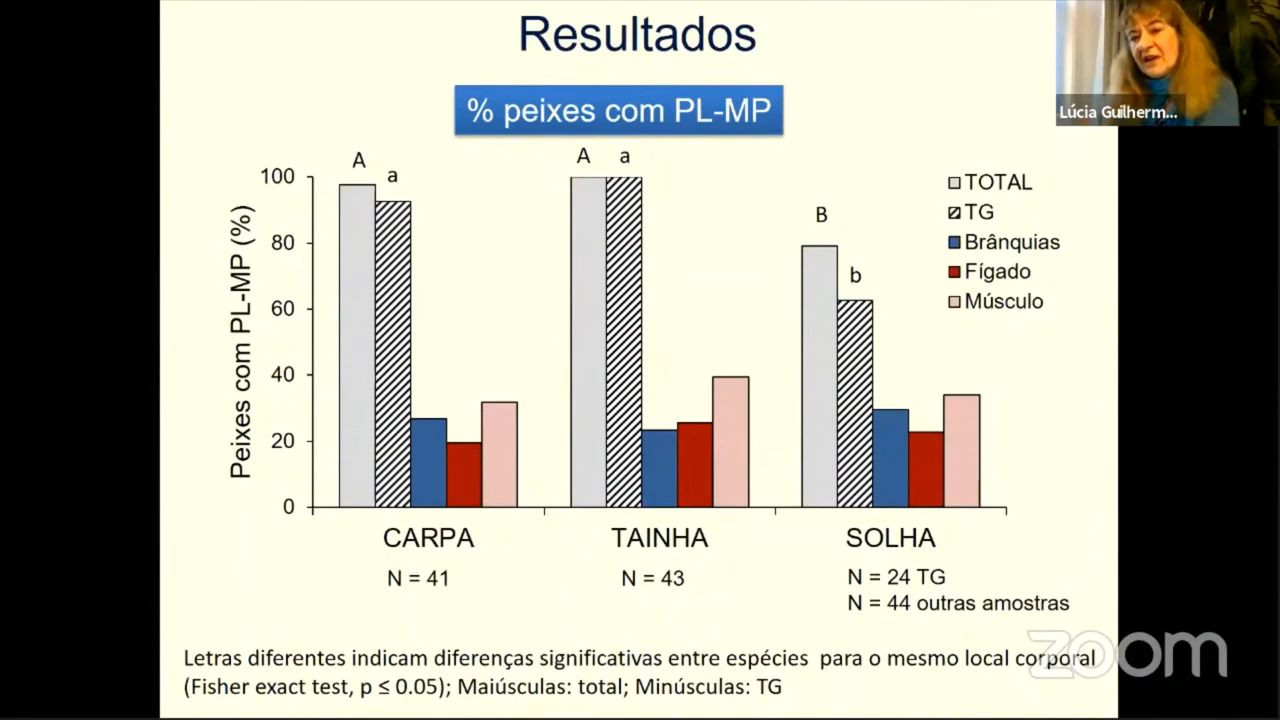 Resultados
% peixes com PL-MP
Lúcia Guilherm...
A
a
A
a
B
b
100
80
60
40
20
0
Peixes com PL-MP (%)
TOTAL
TG
Brânquias
Fígado
Músculo
CARPA
TAINHA
SOLHA
N = 41
N = 43
N = 24 TG
N = 44 outras amostras
zoom
Letras diferentes indicam diferenças significativas entre espécies para o mesmo local corporal
(Fisher exact test, p ≤ 0.05); Maiúsculas: total; Minúsculas: TG